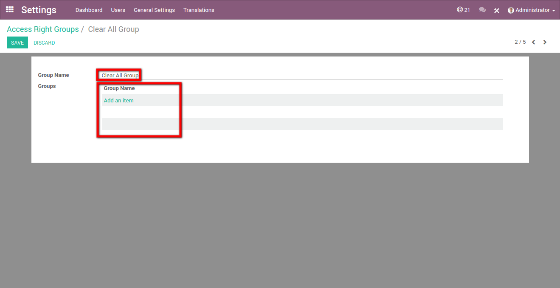 Settings Dashboard Users General Settings Translations 21 Administrator
Access Right Groups / Clear All Group
SAVE DISCARD 2 / 5
Group Name Clear All Group
Groups Group Name
Add an item